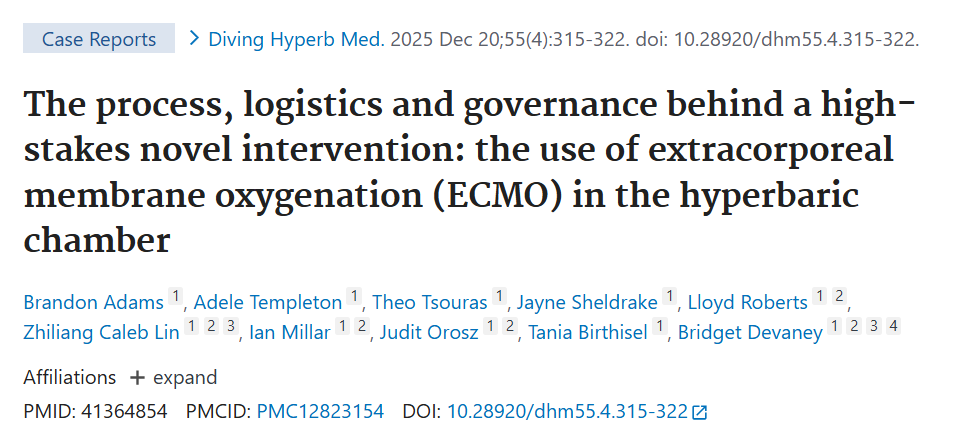 Case Reports > Diving Hyperb Med. 2025 Dec 20;55(4):315-322. doi: 10.28920/dhm55.4.315-322.
The process, logistics and governance behind a high-
stakes novel intervention: the use of extracorporeal
membrane oxygenation (ECMO) in the hyperbaric
chamber
Brandon Adams 1, Adele Templeton 1, Theo Tsouras 1, Jayne Sheldrake 1, Lloyd Roberts 1 2,
Zhiliang Caleb Lin 1 2 3, Ian Millar 1 2, Judit Orosz 1 2, Tania Birthisel 1, Bridget Devaney 1 2 3 4
Affiliations + expand
PMID: 41364854 PMCID: PMC12823154 DOI: 10.28920/dhm55.4.315-322